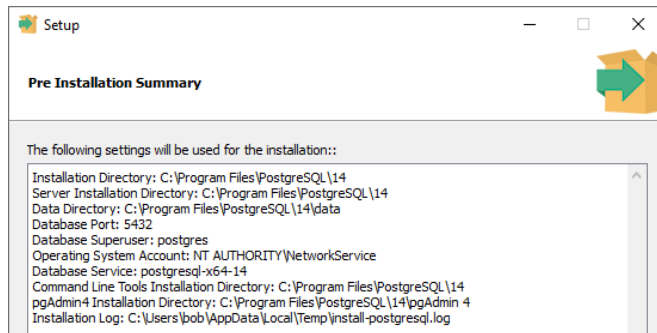 Setup
Pre Installation Summary
The following settings will be used for the installation::
Installation Directory: C:\Program Files\PostgreSQL\14
Server Installation Directory: C:\Program Files\PostgreSQL\14
Data Directory: C:\Program Files\PostgreSQL\14\data
Database Port: 5432
Database Superuser: postgres
Operating System Account: NT AUTHORITY\NetworkService
Database Service: postgresql-x64-14
Command Line Tools Installation Directory: C:\Program Files\PostgreSQL\14
pgAdmin4 Installation Directory: C:\Program Files\PostgreSQL\14\pgAdmin 4
Installation Log: C:\Users\bob\AppData\Local\Temp\install-postgresql.log